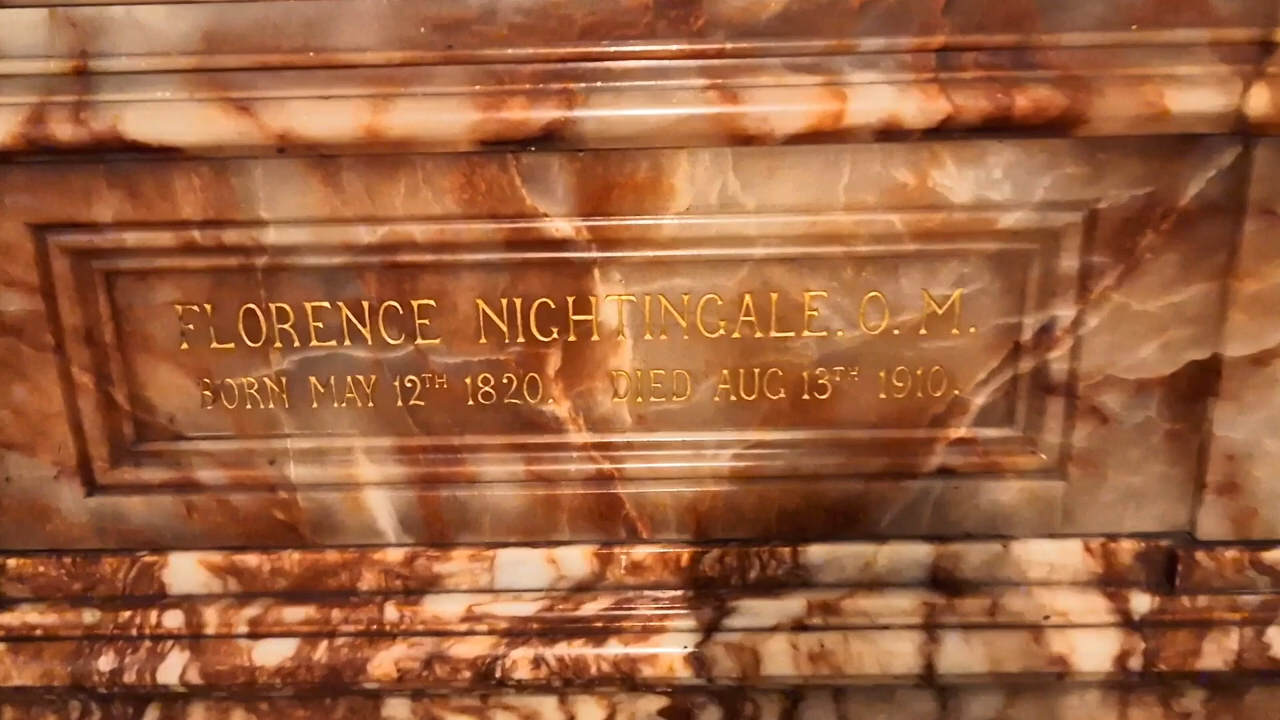 FLORENCE NIGHTINGALE. O. M.
BORN MAY 12TH 1820. DIED AUG 13TH 1910.